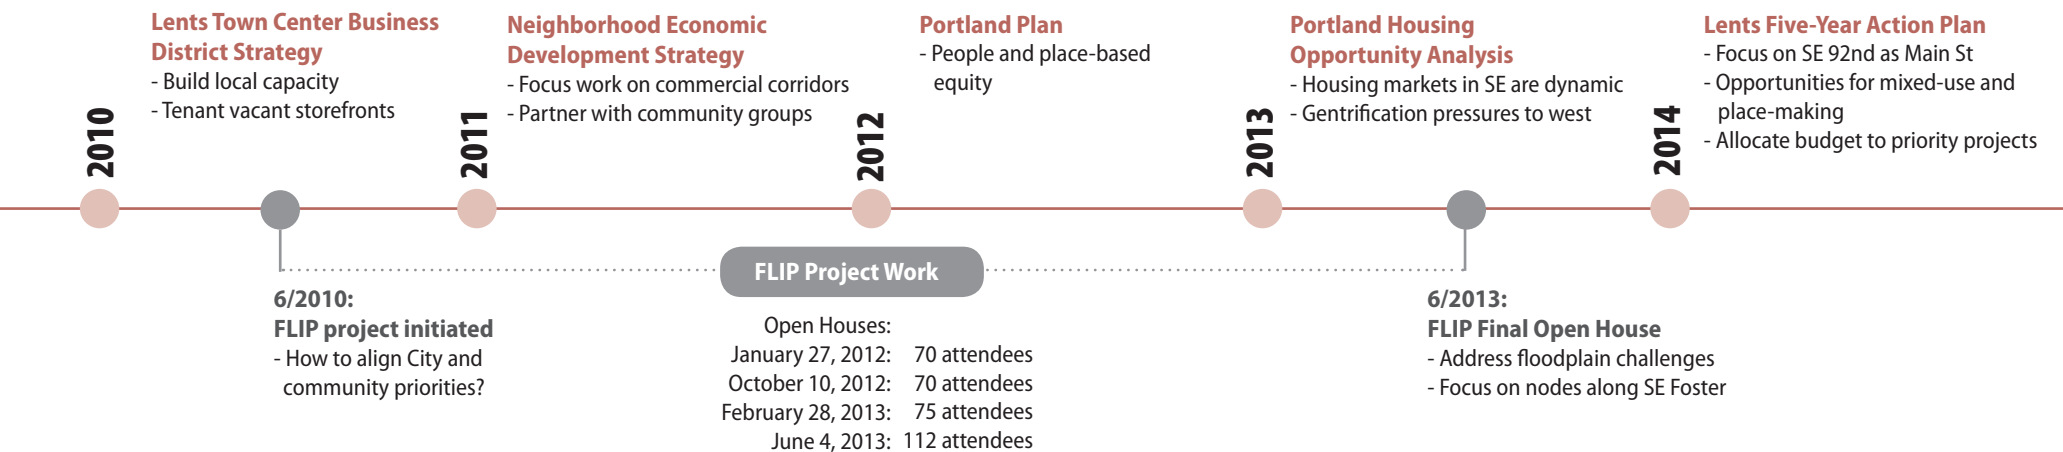 2010
Lents Town Center Business
District Strategy
- Build local capacity
- Tenant vacant storefronts
2011
Neighborhood Economic
Development Strategy
- Focus work on commercial corridors
- Partner with community groups
2012
Portland Plan
- People and place-based
equity
2013
Portland Housing
Opportunity Analysis
- Housing markets in SE are dynamic
- Gentrification pressures to west
2014
Lents Five-Year Action Plan
- Focus on SE 92nd as Main St
- Opportunities for mixed-use and
place-making
- Allocate budget to priority projects
6/2010:
FLIP project initiated
- How to align City and
community priorities?
FLIP Project Work
Open Houses:
January 27, 2012: 70 attendees
October 10, 2012: 70 attendees
February 28, 2013: 75 attendees
June 4, 2013: 112 attendees
6/2013:
FLIP Final Open House
- Address floodplain challenges
- Focus on nodes along SE Foster